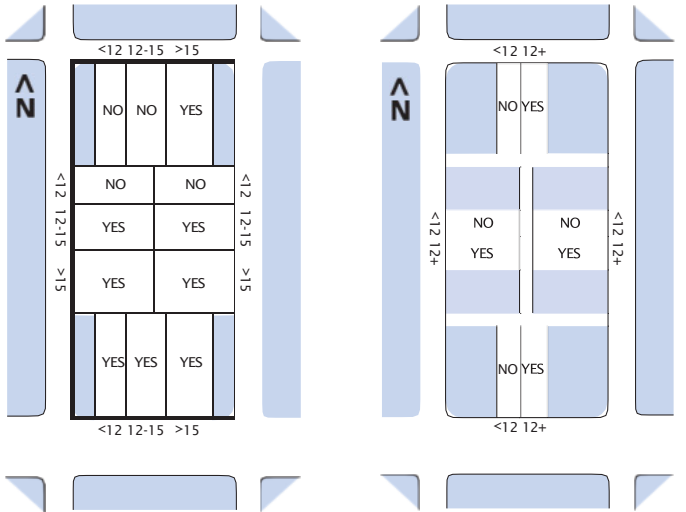 <12 12-15 >15
<12 12+
N
N
NO NO YES
NO YES
<12 12-15 >15
NO NO
<12 12-15 >15
YES YES
YES YES
<12 12+
NO NO
YES YES
<12 12+
YES YES YES
NO YES
<12 12-15 >15
<12 12+